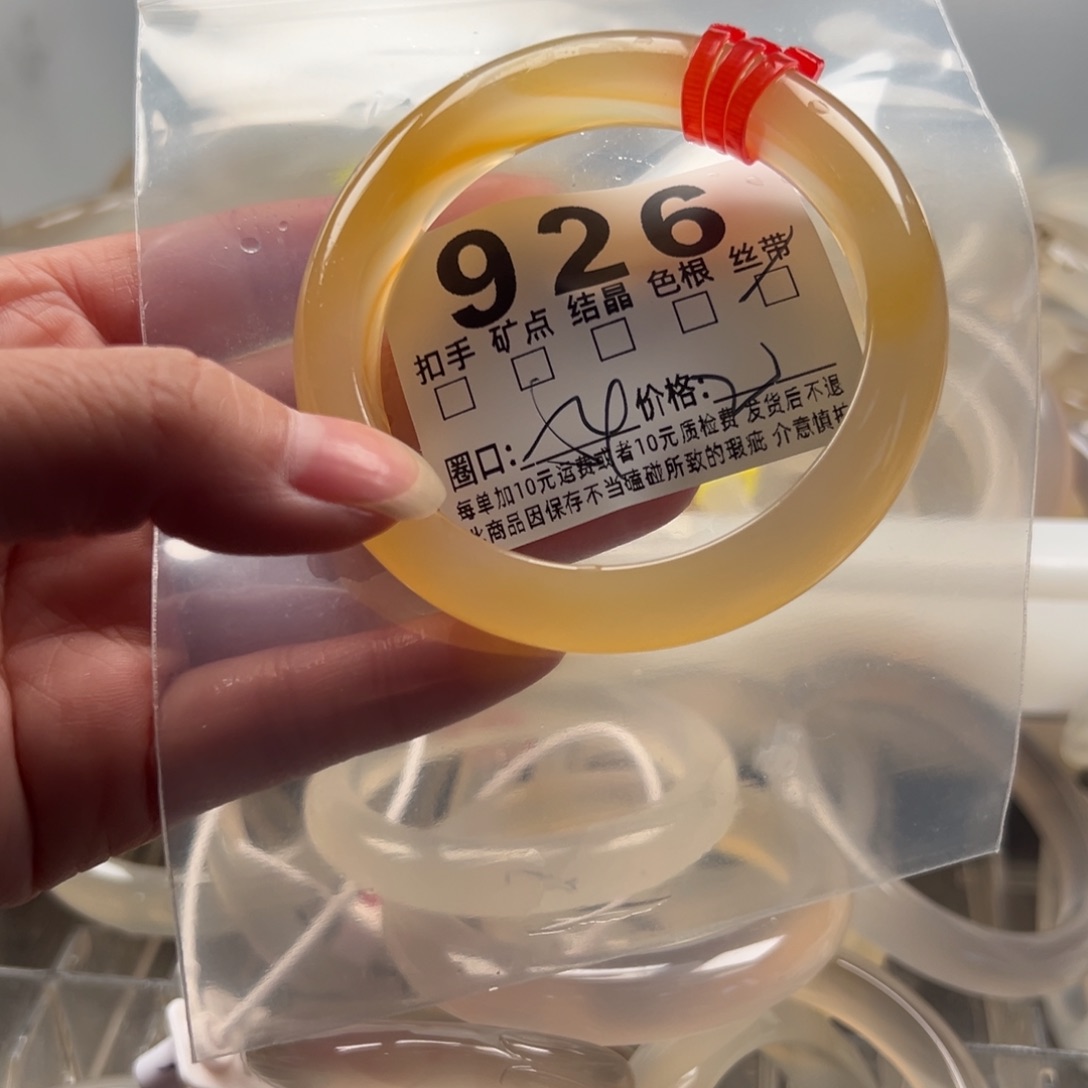 926
扣手 矿点 结晶 色根 丝带
圈口: 价格:
每单加10元运费或者10元质检费 发货后不退
此商品因保存不当磕碰所致的瑕疵 介意慎拍